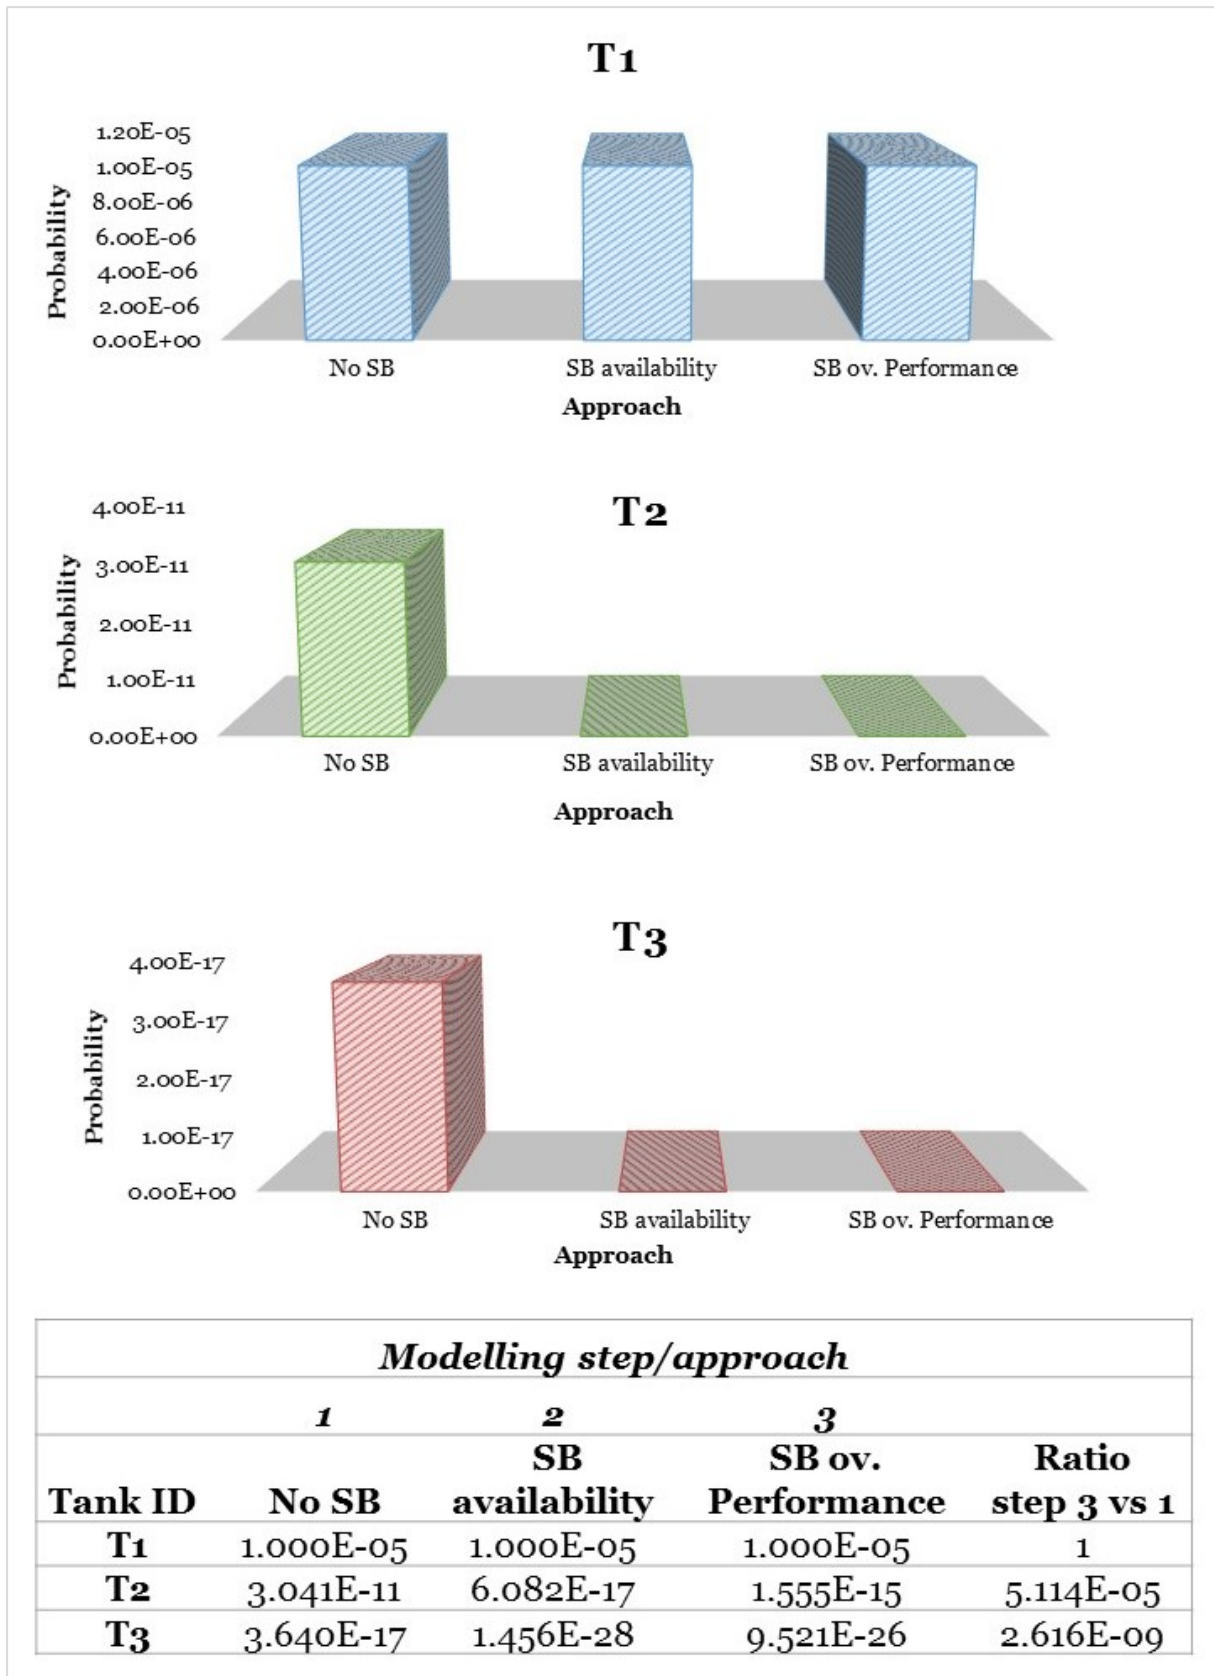 T1
1.20E-05
1.00E-05
8.00E-06
6.00E-06
4.00E-06
2.00E-06
0.00E+00
Probability
No SB SB availability SB ov. Performance
Approach
T2
4.00E-11
3.00E-11
2.00E-11
1.00E-11
0.00E+00
Probability
No SB SB availability SB ov. Performance
Approach
T3
4.00E-17
3.00E-17
2.00E-17
1.00E-17
0.00E+00
Probability
No SB SB availability SB ov. Performance
Approach
Modelling step/approach
1 2 3
SB SB ov. Ratio
Tank ID No SB availability Performance step 3 vs 1
T1 1.000E-05 1.000E-05 1.000E-05 1
T2 3.041E-11 6.082E-17 1.555E-15 5.114E-05
T3 3.640E-17 1.456E-28 9.521E-26 2.616E-09